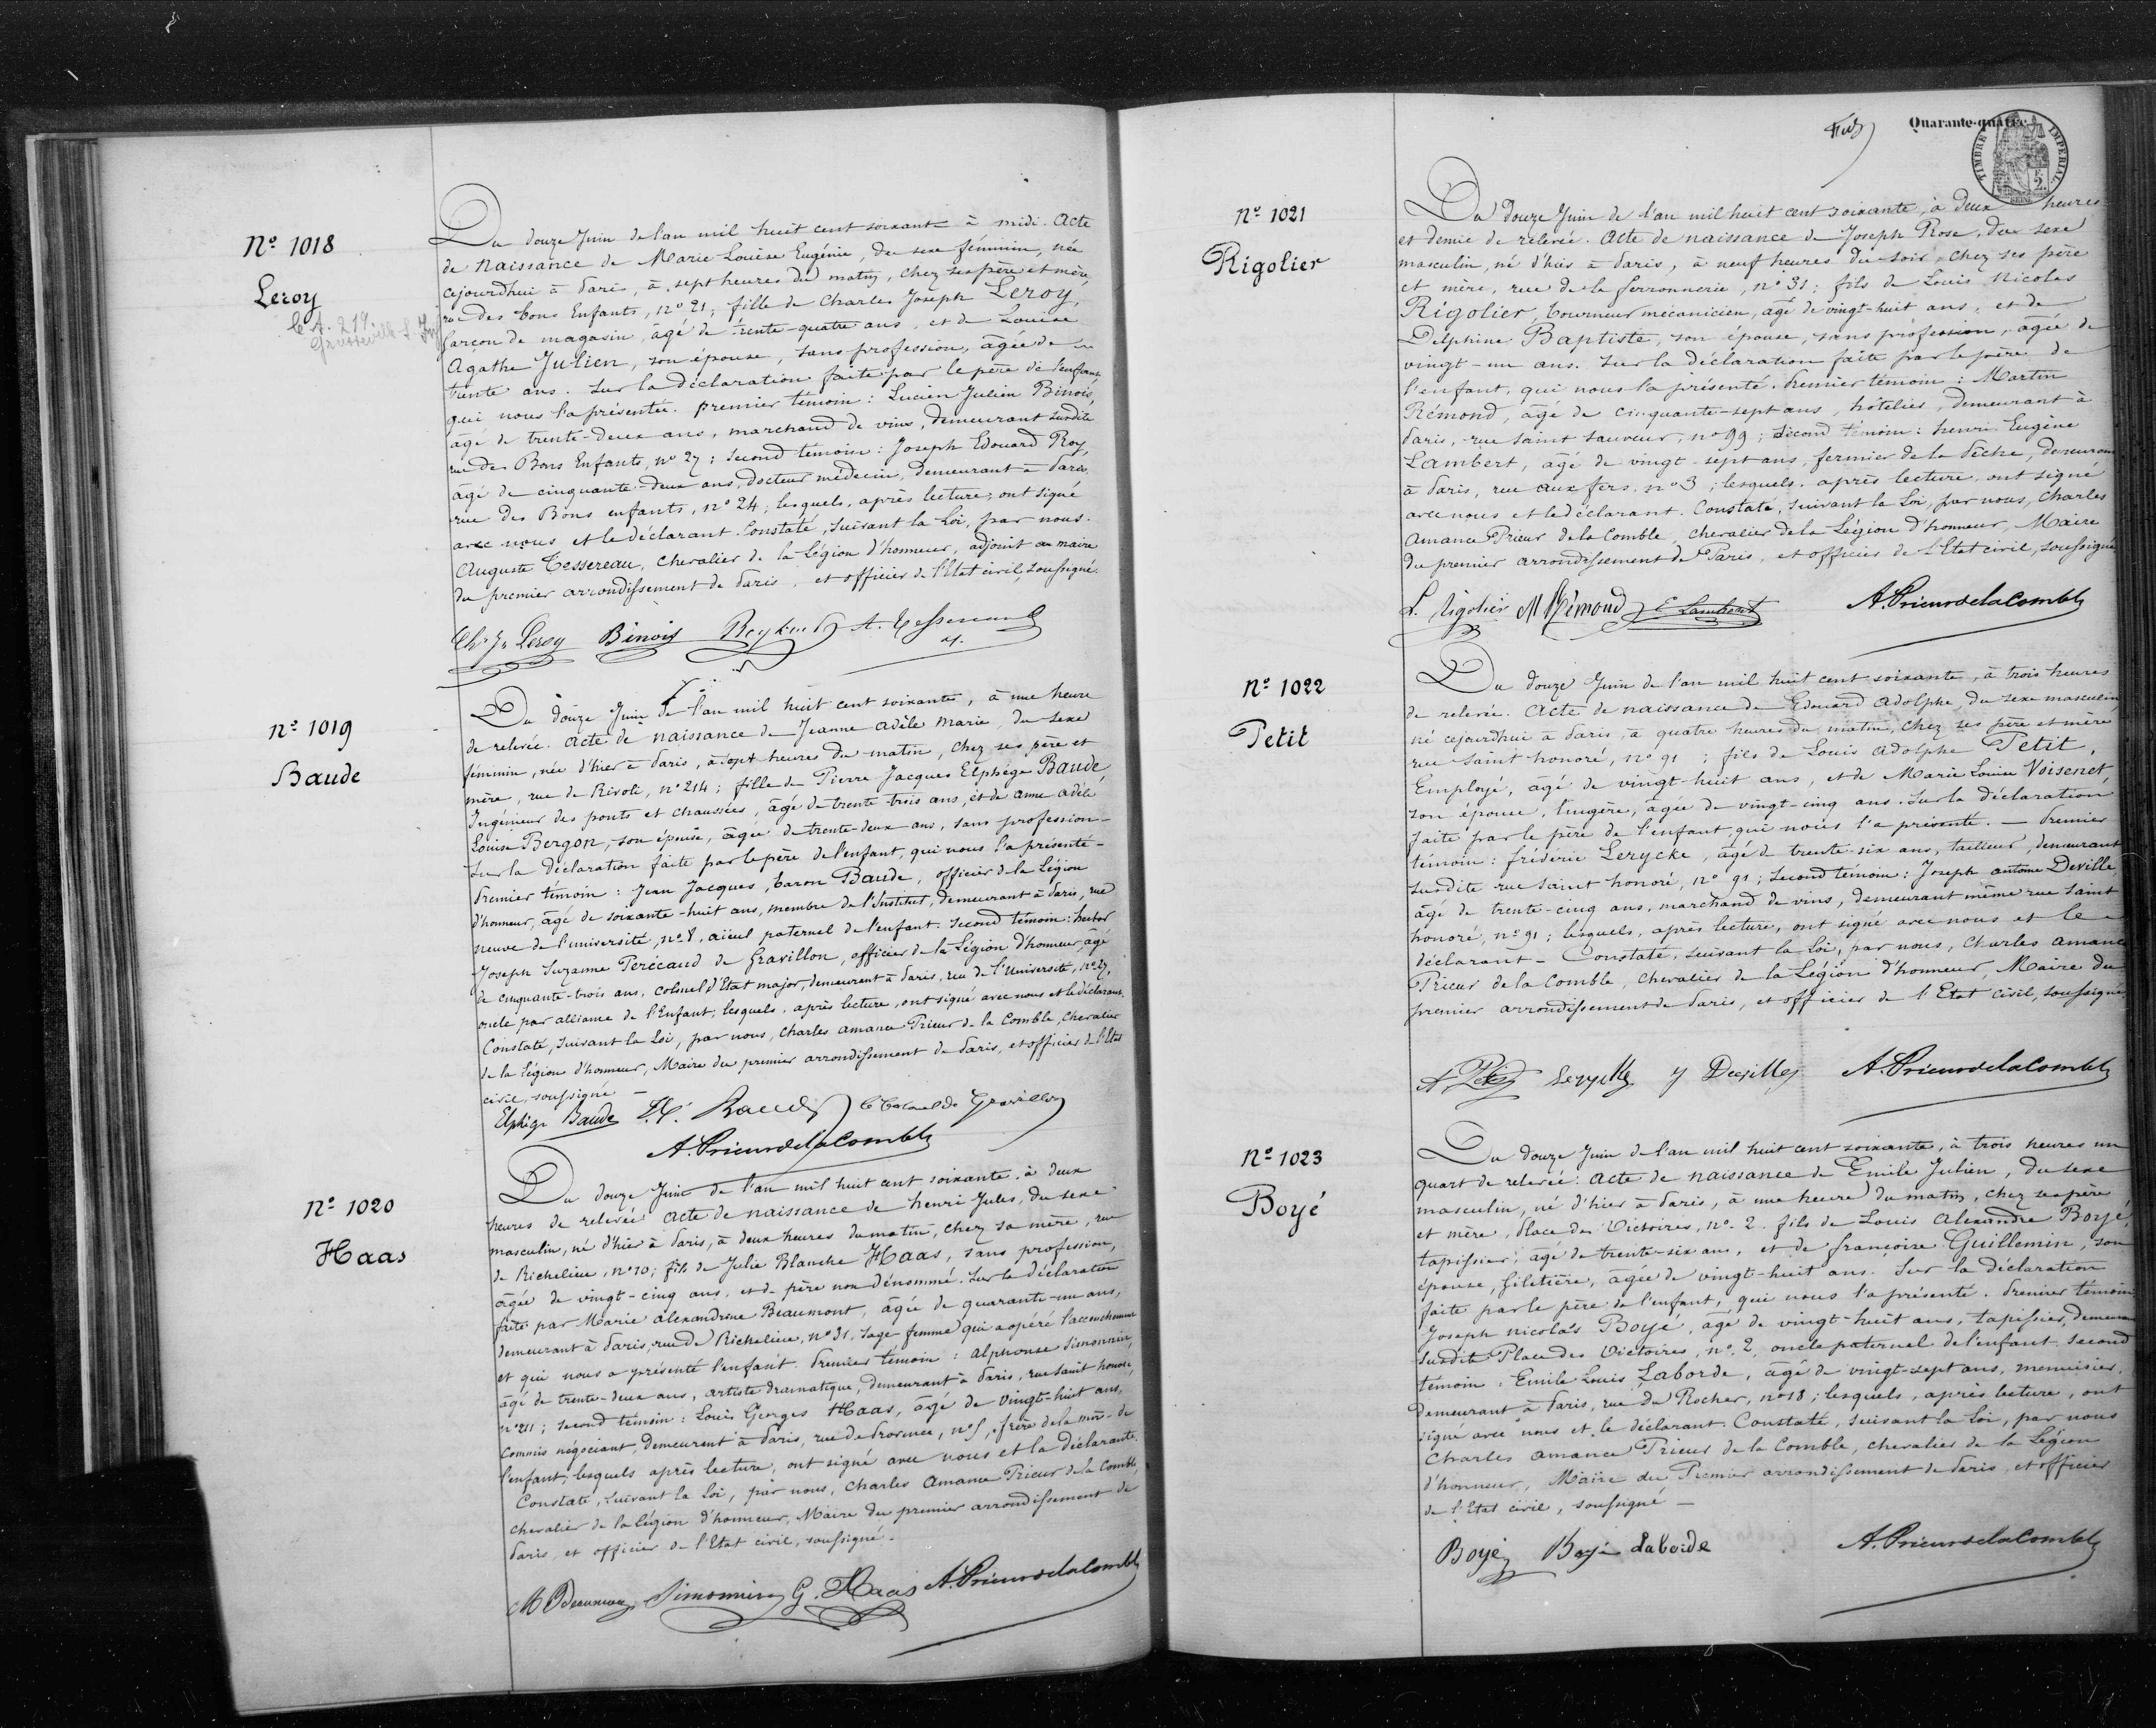 Nº 1018
Leroy
Du douze Juin de l'an mil huit cent soixante à midi. Acte
de Naissance de Marie Louise Eugénie, du sexe féminin, née
cejourdhui à Paris, à sept heures du matin, chez ses père et mère
rue des bons Enfants, nº 21; fille de Charles Joseph Leroy,
Garçon de magasin, âgé de trente-quatre ans, et de Louise
Agathe Julien, son épouse, sans profession, âgée de
trente ans. Sur la déclaration faite par le père de l'enfant
qui nous l'a présentée. premier témoin: Lucien Julien Binois,
âgé de trente-deux ans, marchand de vins, demeurant susdite
rue des Bons Enfants, nº 27; second témoin: Joseph Edouard Roy,
âgé de cinquante-deux ans, docteur médecin, demeurant à Paris,
rue des Bons enfants, nº 24; lesquels, après lecture, ont signé
avec nous et le déclarant. Constaté, suivant la Loi, par nous.
Auguste Tessereau, chevalier de la Légion d'honneur, adjoint au maire
du premier arrondissement de Paris, et officier de l'Etat civil, soussigné.
Ch. Jh Leroy Binois A. Tessereau
Nº 1019
Baude
Du douze Juin de l'an mil huit cent soixante, à une heure
de relevée. Acte de naissance de Jeanne Adèle Marie, du sexe
féminin, née d'hier à Paris, à sept heures du matin, chez ses père et
mère, rue de Rivoli, nº 214; fille de Pierre Jacques Elphège Baude,
Ingénieur des ponts et chaussées, âgé de trente-trois ans, et de Anne Adèle
Louise Bergon, son épouse, âgée de trente-deux ans, sans profession-
Sur la déclaration faite par le père de l'enfant, qui nous l'a présenté-
Premier témoin: Jean Jacques, baron Baude, officier de la Légion
d'honneur, âgé de soixante-huit ans, membre de l'Institut, demeurant à Paris, rue
neuve de l'université, nº 8, aïeul paternel de l'enfant. second témoin: hector
Joseph Suzanne Perécaud de Gravillon, officier de la Légion d'honneur, âgé
de cinquante-trois ans, colonel d'Etat major, demeurant à Paris, rue de l'Université, nº 27,
oncle par alliance de l'Enfant; lesquels, après lecture, ont signé avec nous et le déclarant.
Constaté, suivant la Loi, par nous, Charles Amance Prieur de la Comble, chevalier
de la Légion d'honneur, Maire du premier arrondissement de Paris, et officier de l'Etat
civil, soussigné
Elphège Baude Baude le Colonel de Gravillon
A. Prieur de la Comble
Nº 1020
Haas
Du douze Juin de l'an mil huit cent soixante, à deux
heures de relevée. Acte de naissance de henri Jules, du sexe
masculin, né d'hier à Paris, à deux heures du matin, chez sa mère, rue
de Richelieu, nº 10; fils de Julie Blanche Haas, sans profession,
âgée de vingt-cinq ans, et de père non dénommé. Sur la déclaration
faite par Marie Alexandrine Beaumont, âgée de quarante-un ans,
demeurant à Paris, rue de Richelieu, nº 31, sage femme qui a opéré l'accouchement
et qui nous a présenté l'enfant. Premier témoin: Alphonse Simonnin,
âgé de trente-deux ans, artiste dramatique, demeurant à Paris, rue saint honoré,
nº 211; second témoin: Louis Georges Haas, âgé de vingt-huit ans,
commis négociant, demeurant à Paris, rue de Provence, nº 5, frère de la mère de
l'enfant; lesquels après lecture, ont signé avec nous et la déclarante.
Constaté, suivant la Loi, par nous, Charles Amance Prieur de la Comble,
chevalier de la Légion d'honneur, Maire du premier arrondissement de
Paris, et officier de l'Etat civil, soussigné-
M Beaumont Simonnin G. Haas A. Prieur de la Comble
Quarante-quatre
TIMBRE IMPERIAL
SEINE
Nº 1021
Rigolier
Du douze Juin de l'an mil huit cent soixante, à deux heures
et demie de relevée. Acte de naissance de Joseph Rose, du sexe
masculin, né d'hier à Paris, à neuf heures du soir, chez ses père
et mère, rue de la ferronnerie, nº 31; fils de Louis Nicolas
Rigolier, tourneur mécanicien, âgé de vingt-huit ans, et de
Delphine Baptiste, son épouse, sans profession, âgée de
vingt-un ans. Sur la déclaration faite par le père de
l'enfant, qui nous l'a présenté. Premier témoin: Martin
Rémond, âgé de cinquante-sept ans, hôtelier, demeurant à
Paris, rue saint sauveur, nº 99; second témoin: henri Eugène
Lambert, âgé de vingt-sept ans, fermier de la Pêche, demeurant
à Paris, rue aux fers, nº 3; lesquels, après lecture, ont signé
avec nous et le déclarant. Constaté, suivant la Loi, par nous, Charles
Amance Prieur de la Comble, chevalier de la Légion d'honneur, Maire
du premier arrondissement de Paris, et officier de l'Etat civil, soussigné
L. Rigolier M Rémond E Lambert A. Prieur de la Comble
Nº 1022
Petit
Du douze Juin de l'an mil huit cent soixante, à trois heures
de relevée. Acte de naissance de Edouard Adolphe, du sexe masculin
né cejourdhui à Paris, à quatre heures du matin, chez ses père et mère
rue saint honoré, nº 91; fils de Louis Adolphe Petit,
Employé, âgé de vingt-huit ans, et de Marie Louise Voisenet,
son épouse, lingère, âgée de vingt-cinq ans. Sur la déclaration
faite par le père de l'enfant qui nous l'a présenté. — Premier
témoin: frédéric Lerycke, âgé de trente-six ans, tailleur, demeurant
susdite rue saint honoré, nº 91; second témoin: Joseph Antoine Deville
âgé de trente-cinq ans, marchand de vins, demeurant même rue saint
honoré, nº 91; lesquels, après lecture, ont signé avec nous et le
déclarant- Constaté, suivant la Loi, par nous, Charles Amance
Prieur de la Comble, chevalier de la Légion d'honneur, Maire du
premier arrondissement de Paris, et officier de l'Etat civil, soussigné
A Petit Lerycke J Deville A. Prieur de la Comble
Nº 1023
Boyé
Du douze Juin de l'an mil huit cent soixante, à trois heures un
quart de relevée. Acte de naissance de Emile Julien, du sexe
masculin, né d'hier à Paris, à une heure du matin, chez ses père
et mère, Place des Victoires, nº 2. fils de Louis Alexandre Boyé,
tapissier, âgé de trente-six ans, et de françoise Guillemin, son
épouse, giletière, âgée de vingt-huit ans. Sur la déclaration
faite par le père de l'enfant, qui nous l'a présenté. Premier témoin
Joseph Nicolas Boyé, âgé de vingt-huit ans, tapissier, demeurant
susdite Place des Victoires, nº 2, oncle paternel de l'enfant. second
témoin: Emile Louis Laborde, âgé de vingt-sept ans, menuisier,
demeurant à Paris, rue du Rocher, nº 18; lesquels, après lecture, ont
signé avec nous et le déclarant. Constaté, suivant la Loi, par nous
Charles Amance Prieur de la Comble, chevalier de la Légion
d'honneur, Maire du Premier arrondissement de Paris, et officier
de l'Etat civil, soussigné —
Boyé Boyé Laborde A. Prieur de la Comble